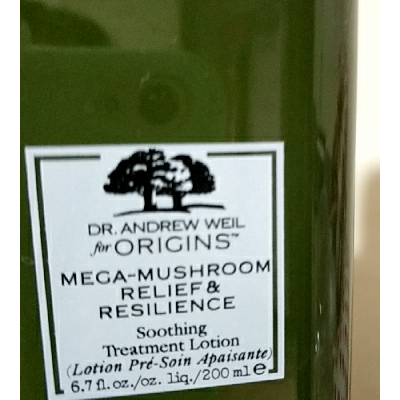 DR. ANDREW WEIL
for ORIGINS™
MEGA-MUSHROOM
RELIEF &
RESILIENCE
Soothing
Treatment Lotion
(Lotion Pré-Soin Apaisante)
6.7 fl. oz./oz. liq./200 ml e